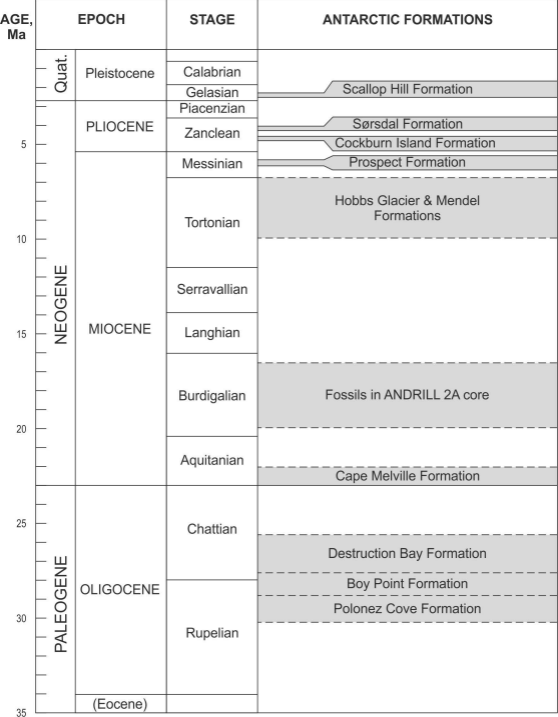 AGE, Ma
EPOCH
STAGE
ANTARCTIC FORMATIONS
Quat.
Pleistocene
Calabrian
Gelasian
Scallop Hill Formation
NEOGENE
PLIOCENE
Piacenzian
Zanclean
Sørsdal Formation
Cockburn Island Formation
5
MIOCENE
Messinian
Prospect Formation
Tortonian
Hobbs Glacier & Mendel
Formations
10
Serravallian
Langhian
15
Burdigalian
Fossils in ANDRILL 2A core
20
Aquitanian
Cape Melville Formation
PALEOGENE
OLIGOCENE
Chattian
25
Destruction Bay Formation
Boy Point Formation
Polonez Cove Formation
30
Rupelian
(Eocene)
35